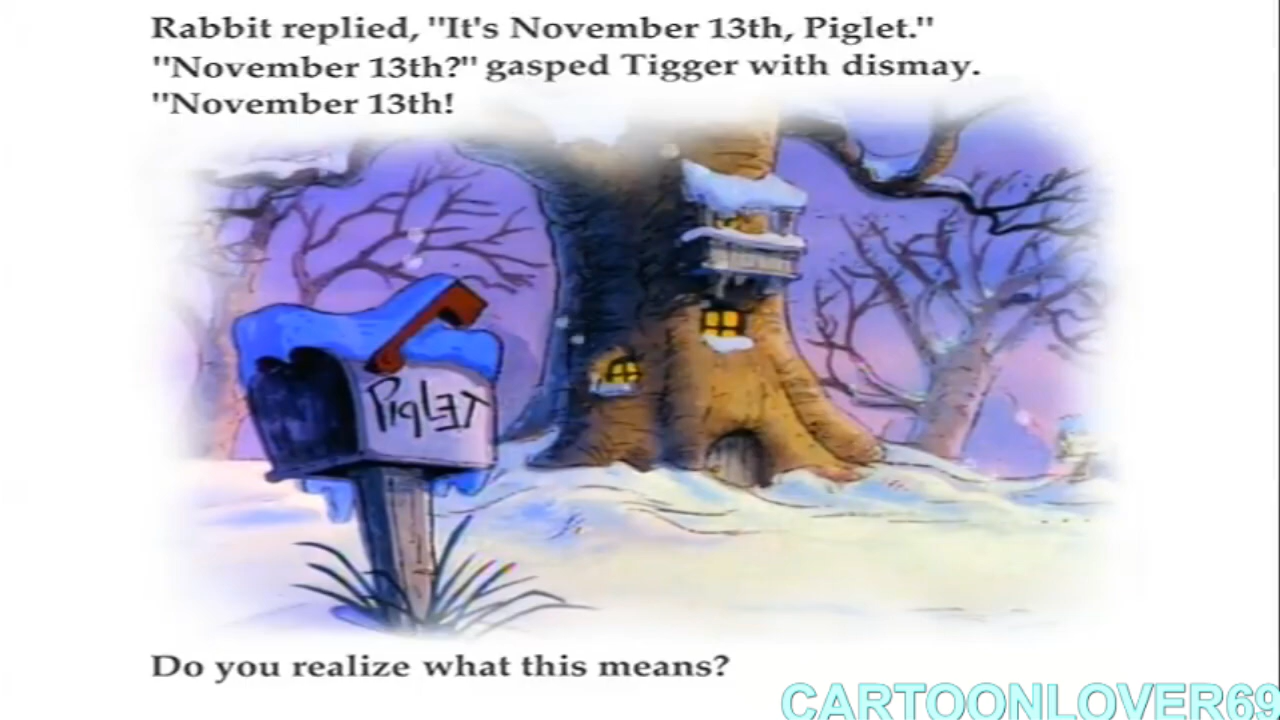 Rabbit replied, "It's November 13th, Piglet."
"November 13th?" gasped Tigger with dismay.
"November 13th!
PiglET
Do you realize what this means?
CARTOONLOVER69